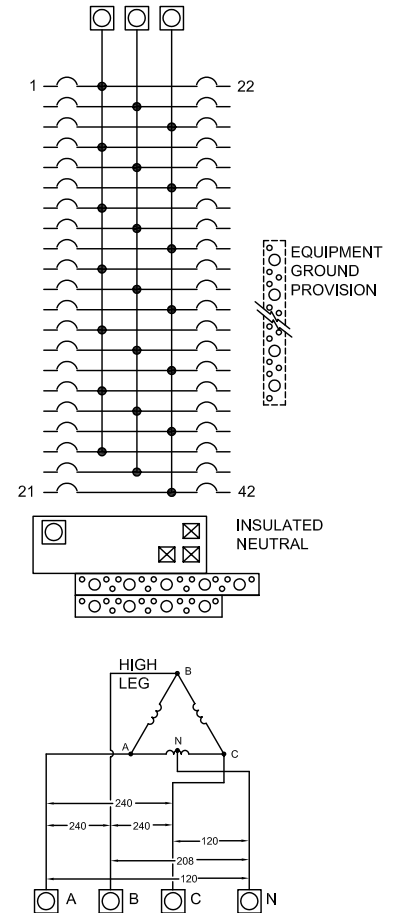 1 22
EQUIPMENT
GROUND
PROVISION
21 42
INSULATED
NEUTRAL
HIGH
LEG
B
N
A C
240
240 240 120
208
120
A B C N